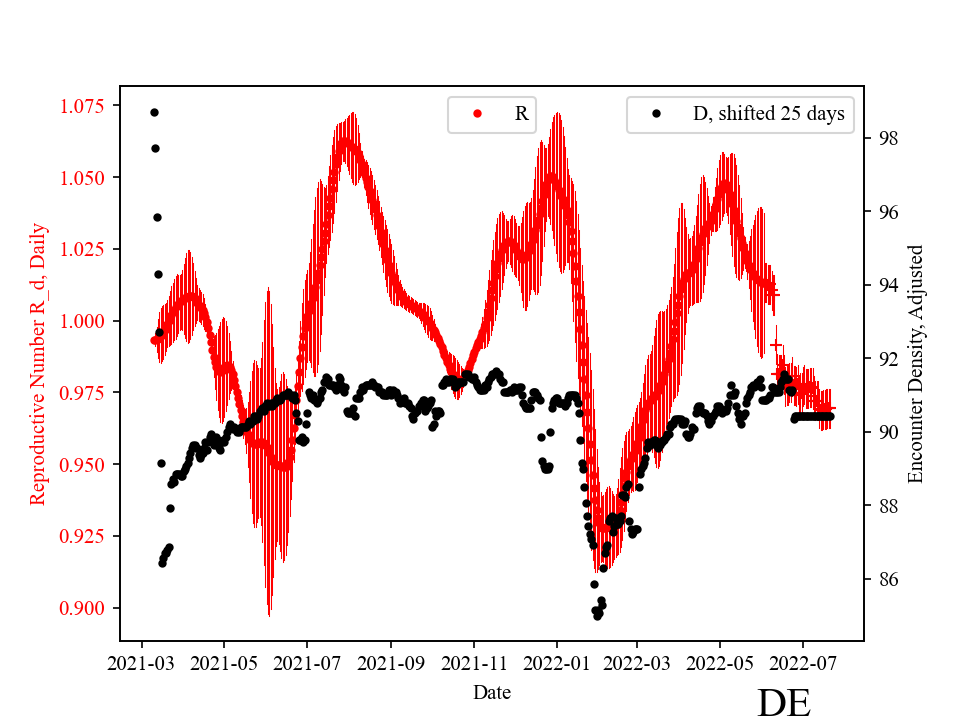 R
D, shifted 25 days
1.075
1.050
1.025
1.000
0.975
0.950
0.925
0.900
Reproductive Number R_d, Daily
98
96
94
92
90
88
86
Encounter Density, Adjusted
2021-03 2021-05 2021-07 2021-09 2021-11 2022-01 2022-03 2022-05 2022-07
Date
DE